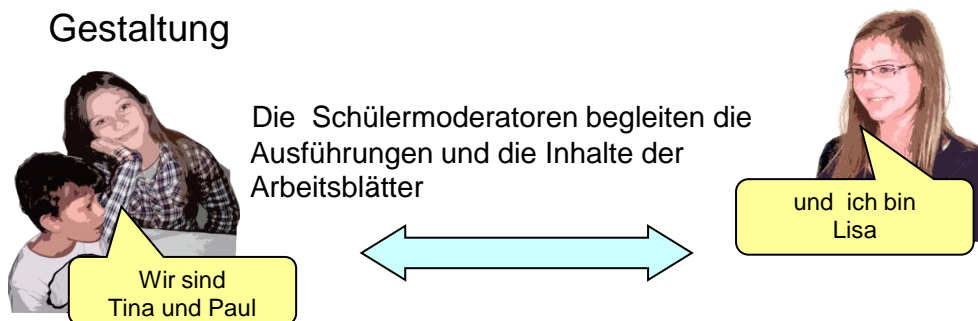 Gestaltung
Die Schülermoderatoren begleiten die
Ausführungen und die Inhalte der
Arbeitsblätter
und ich bin
Lisa
Wir sind
Tina und Paul